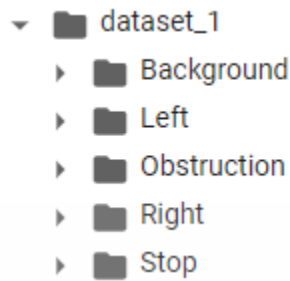 dataset_1
Background
Left
Obstruction
Right
Stop